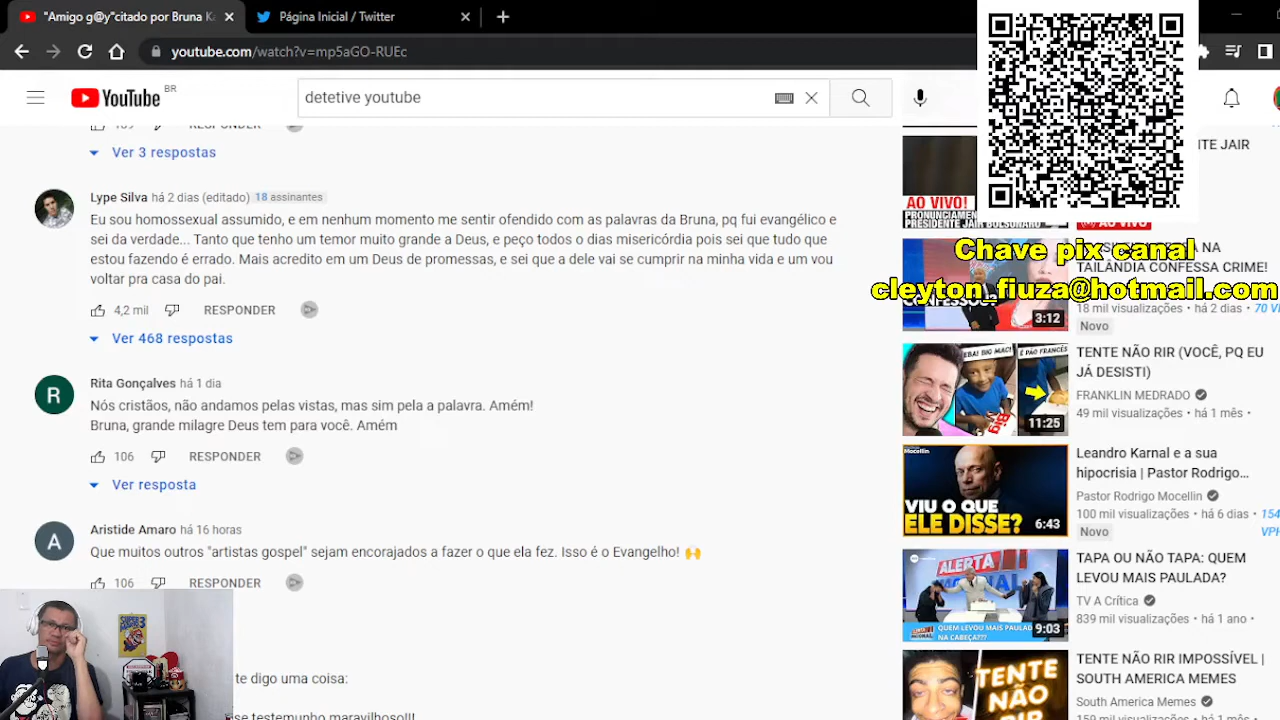 "Amigo g@y"citado por Bruna Ka
Página Inicial / Twitter
youtube.com/watch?v=mp5aGO-RUEc
YouTube
BR
detetive youtube
RESPONDER
Ver 3 respostas
Lype Silva há 2 dias (editado) 18 assinantes
Eu sou homossexual assumido, e em nenhum momento me sentir ofendido com as palavras da Bruna, pq fui evangélico e
sei da verdade... Tanto que tenho um temor muito grande a Deus, e peço todos o dias misericórdia pois sei que tudo que
estou fazendo é errado. Mais acredito em um Deus de promessas, e sei que a dele vai se cumprir na minha vida e um vou
voltar pra casa do pai.
4,2 mil RESPONDER
Ver 468 respostas
R
Rita Gonçalves há 1 dia
Nós cristãos, não andamos pelas vistas, mas sim pela a palavra. Amém!
Bruna, grande milagre Deus tem para você. Amém
106 RESPONDER
Ver resposta
A
Aristide Amaro há 16 horas
Que muitos outros "artistas gospel" sejam encorajados a fazer o que ela fez. Isso é o Evangelho! 🙌
106 RESPONDER
te digo uma coisa:
se testemunho maravilhoso!!!
NTE JAIR
AO VIVO!
PRONUNCIAMEN
PRESIDENTE JAIR BOLSONARO
AO VIVO
Chave pix canal
cleyton_fiuza@hotmail.com
NA
TAILÂNDIA CONFESSA CRIME!
18 mil visualizações • há 2 dias • 70 V
Novo
CONFESSOU?
3:12
EBA! BIG MAC!
É PÃO FRANCÊS
Big
11:25
TENTE NÃO RIR (VOCÊ, PQ EU
JÁ DESISTI)
FRANKLIN MEDRADO
49 mil visualizações • há 1 mês •
Mocellin
VIU O QUE
ELE DISSE?
6:43
Leandro Karnal e a sua
hipocrisia | Pastor Rodrigo...
Pastor Rodrigo Mocellin
100 mil visualizações • há 6 dias • 154
Novo
VPH
ALERTA
NACIONAL
QUEM LEVOU MAIS PAULAD
NA CABEÇA???
9:03
TAPA OU NÃO TAPA: QUEM
LEVOU MAIS PAULADA?
TV A Crítica
839 mil visualizações • há 1 ano •
TENTE
NÃO
RIR
TENTE NÃO RIR IMPOSSÍVEL |
SOUTH AMERICA MEMES
South America Memes
159 mil visualizações • há 1 mês •